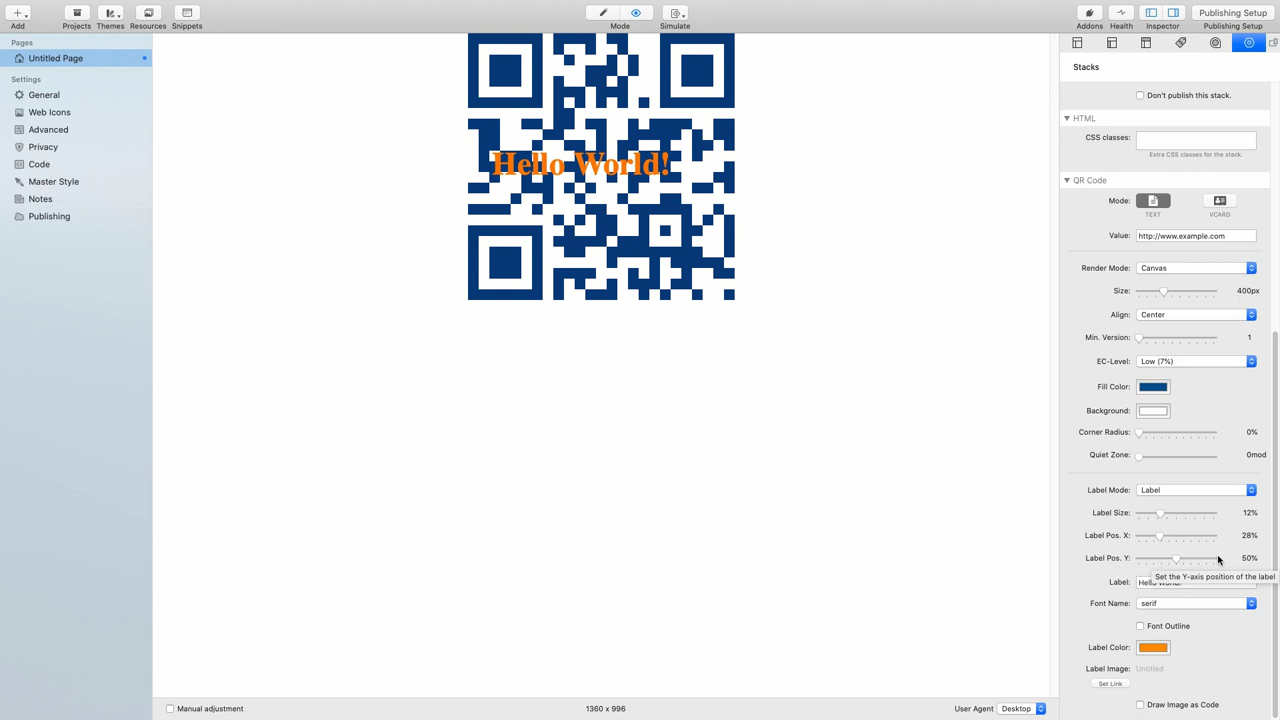 Add
Projects
Themes
Resources
Snippets
Mode
Simulate
Addons
Health
Inspector
Publishing Setup
Publishing Setup
Pages
Untitled Page
Settings
General
Web Icons
Advanced
Privacy
Code
Master Style
Notes
Publishing
Hello World!
Stacks
Don't publish this stack.
HTML
CSS classes:
Extra CSS classes for the stack.
QR Code
Mode:
TEXT
VCARD
Value: http://www.example.com
Render Mode: Canvas
Size: 400px
Align: Center
Min. Version: 1
EC-Level: Low (7%)
Fill Color:
Background:
Corner Radius: 0%
Quiet Zone: 0mod
Label Mode: Label
Label Size: 12%
Label Pos. X: 28%
Label Pos. Y: 50%
Set the Y-axis position of the label
Label: Hello World!
Font Name: serif
Font Outline
Label Color:
Label Image: Untitled
Set Link
Draw Image as Code
Manual adjustment
1360 x 996
User Agent Desktop